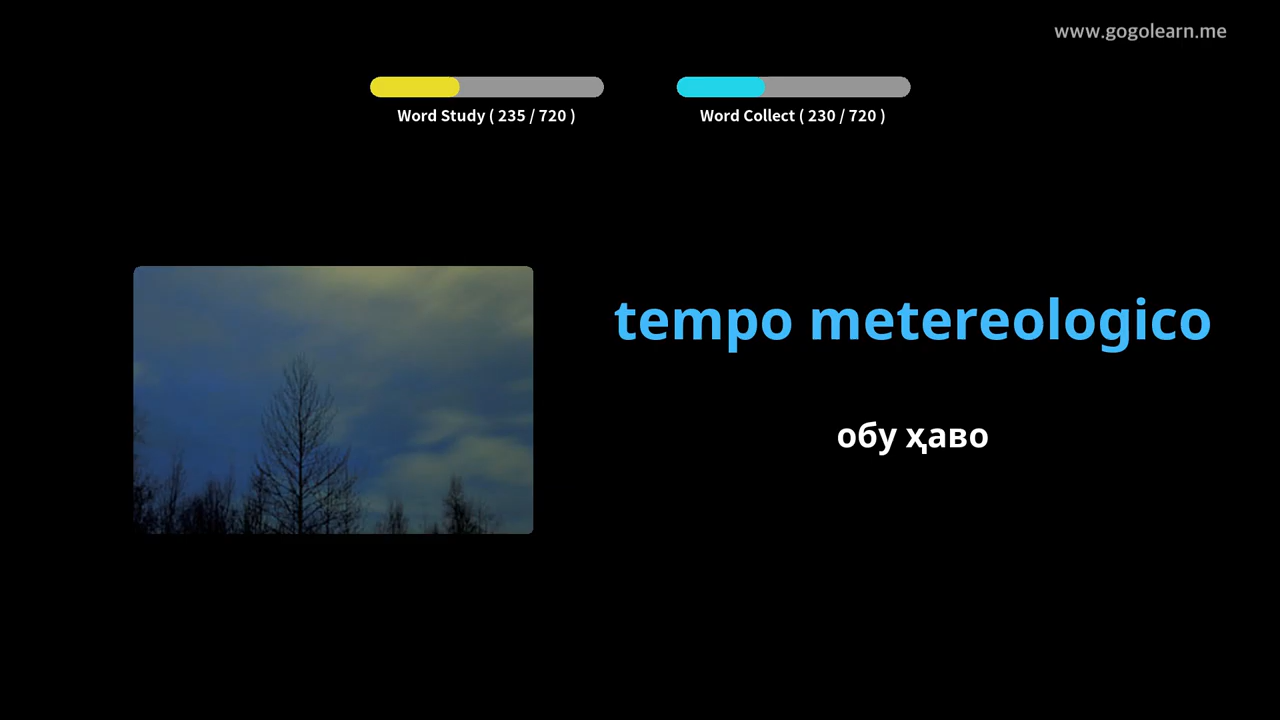 www.gogolearn.me
Word Study ( 235 / 720 )
Word Collect ( 230 / 720 )
tempo metereologico
обу ҳаво